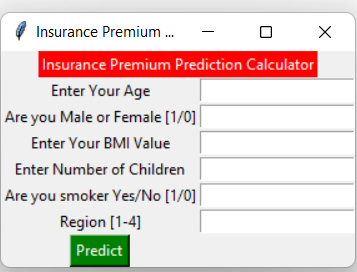 Insurance Premium ...
Insurance Premium Prediction Calculator
Enter Your Age
Are you Male or Female [1/0]
Enter Your BMI Value
Enter Number of Children
Are you smoker Yes/No [1/0]
Region [1-4]
Predict